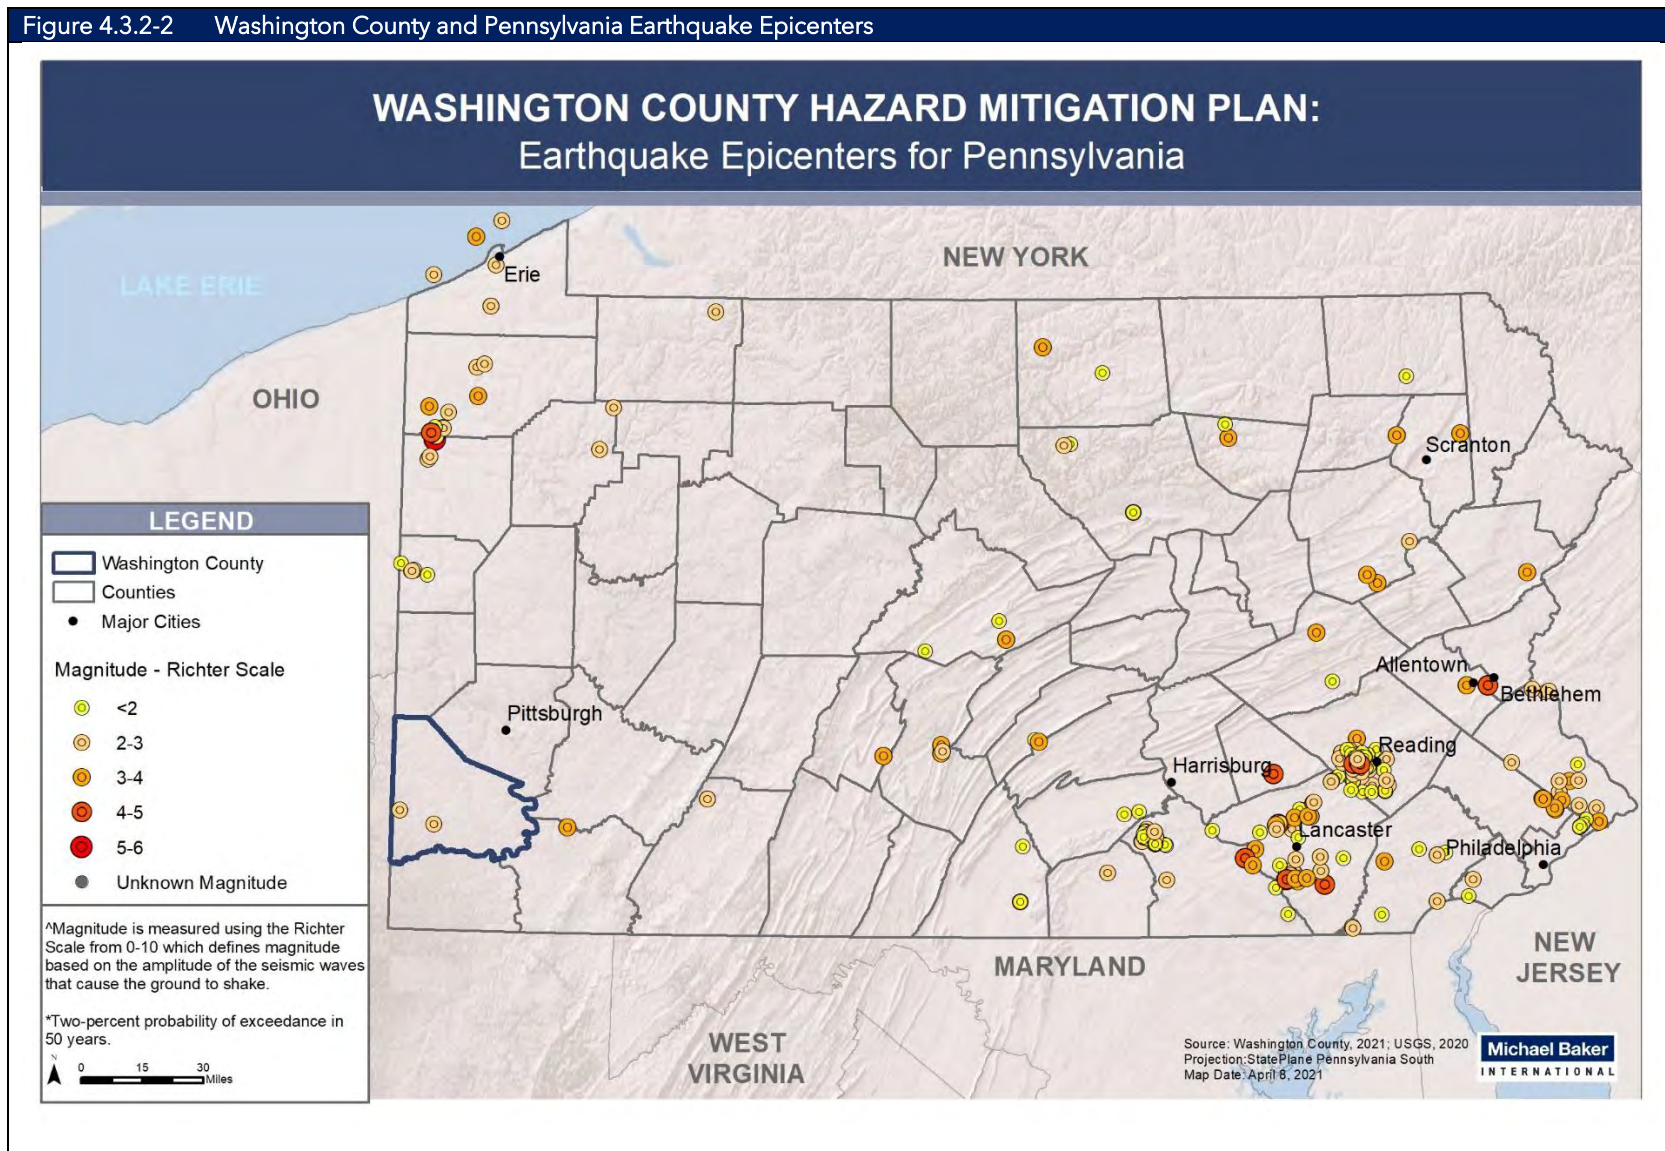 Figure 4.3.2-2 Washington County and Pennsylvania Earthquake Epicenters
WASHINGTON COUNTY HAZARD MITIGATION PLAN:
Earthquake Epicenters for Pennsylvania
NEW YORK
LAKE ERIE
Erie
OHIO
Scranton
LEGEND
Washington County
Counties
Major Cities
Magnitude - Richter Scale
<2
2-3
3-4
4-5
5-6
Unknown Magnitude
Allentown
Bethlehem
Pittsburgh
Reading
Harrisburg
Lancaster
Philadelphia
^Magnitude is measured using the Richter
Scale from 0-10 which defines magnitude
based on the amplitude of the seismic waves
that cause the ground to shake.
*Two-percent probability of exceedance in
50 years.
N
0 15 30
Miles
MARYLAND
NEW
JERSEY
WEST
VIRGINIA
Source: Washington County, 2021; USGS, 2020
Projection:StatePlane Pennsylvania South
Map Date: April 8, 2021
Michael Baker
INTERNATIONAL